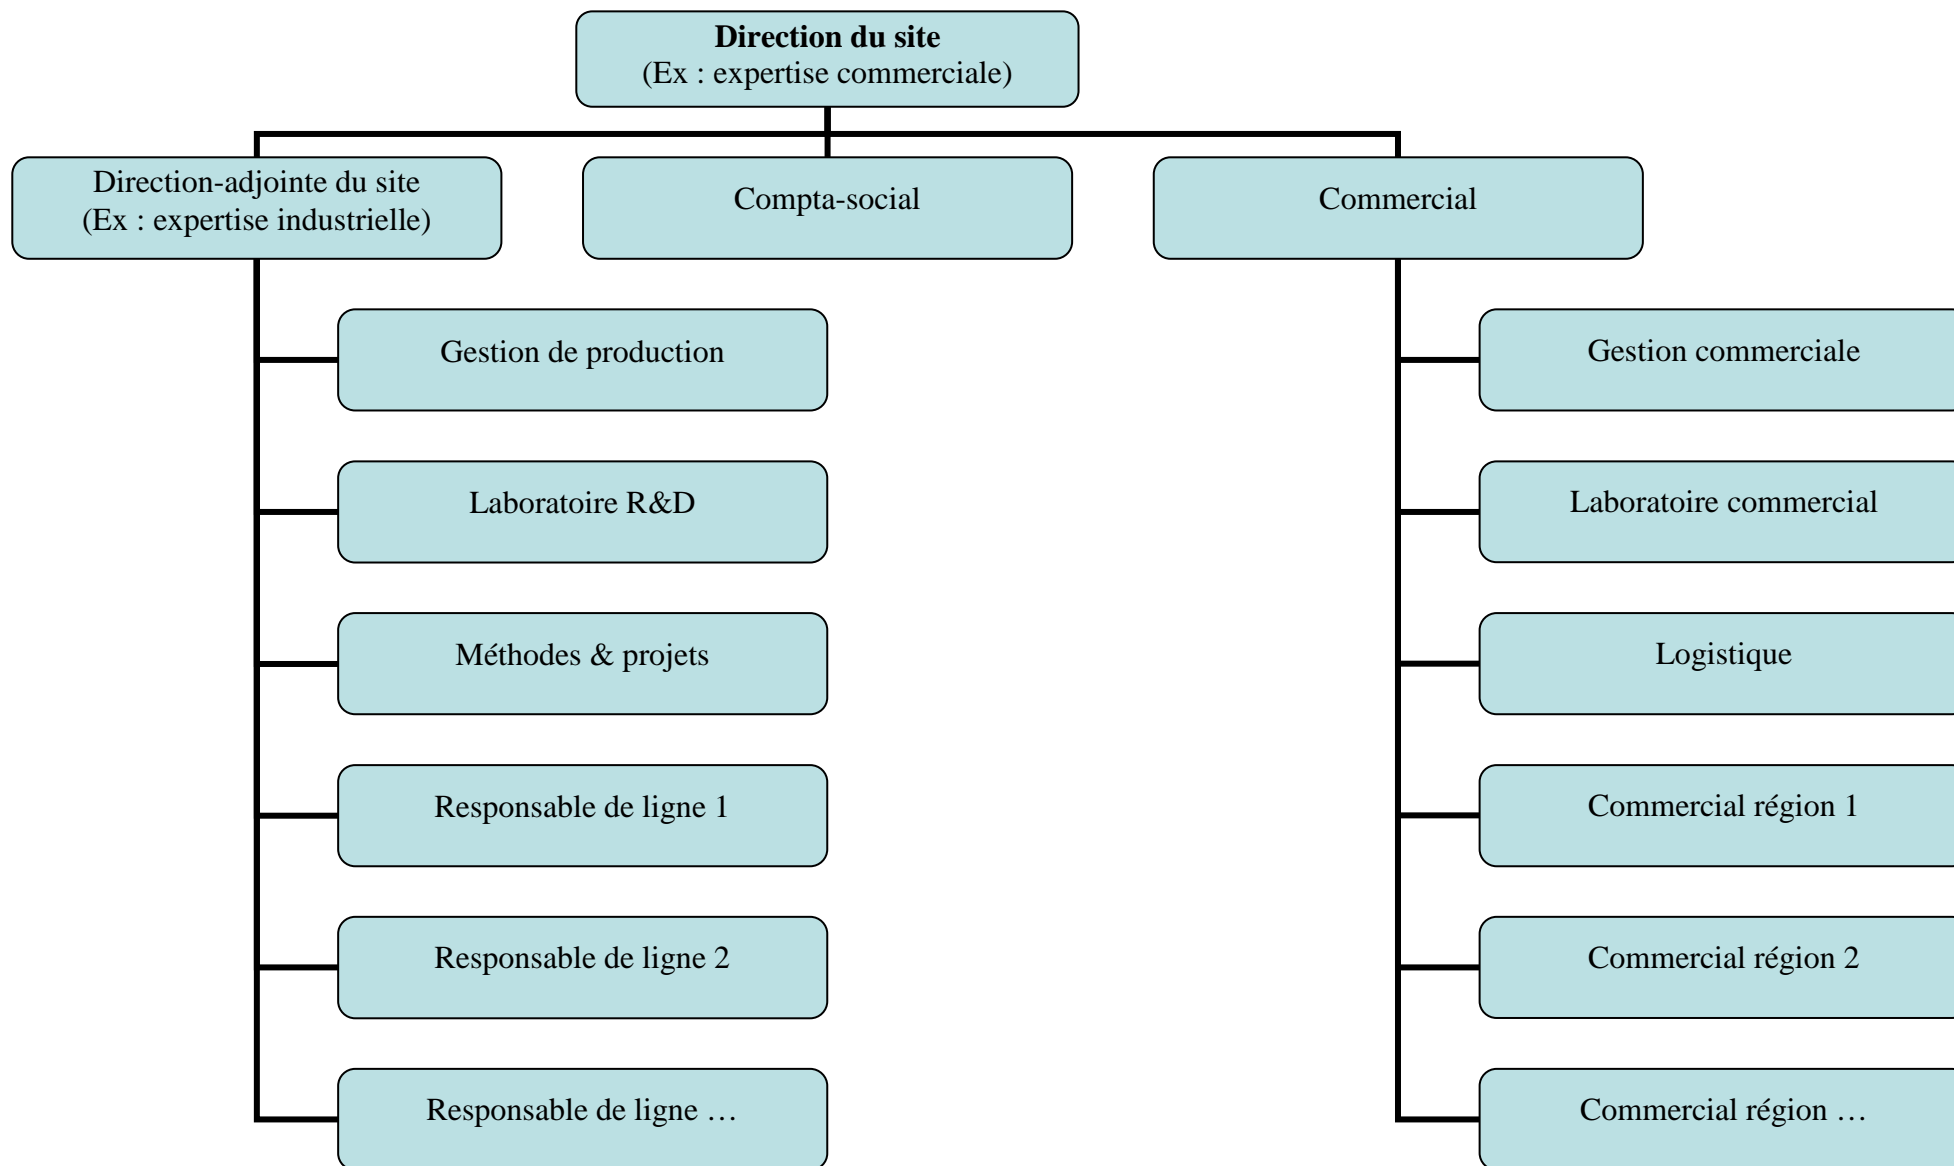 Direction du site
(Ex : expertise commerciale)
Direction-adjointe du site
(Ex : expertise industrielle)
Compta-social
Commercial
Gestion de production
Gestion commerciale
Laboratoire R&D
Laboratoire commercial
Méthodes & projets
Logistique
Responsable de ligne 1
Commercial région 1
Responsable de ligne 2
Commercial région 2
Responsable de ligne …
Commercial région …